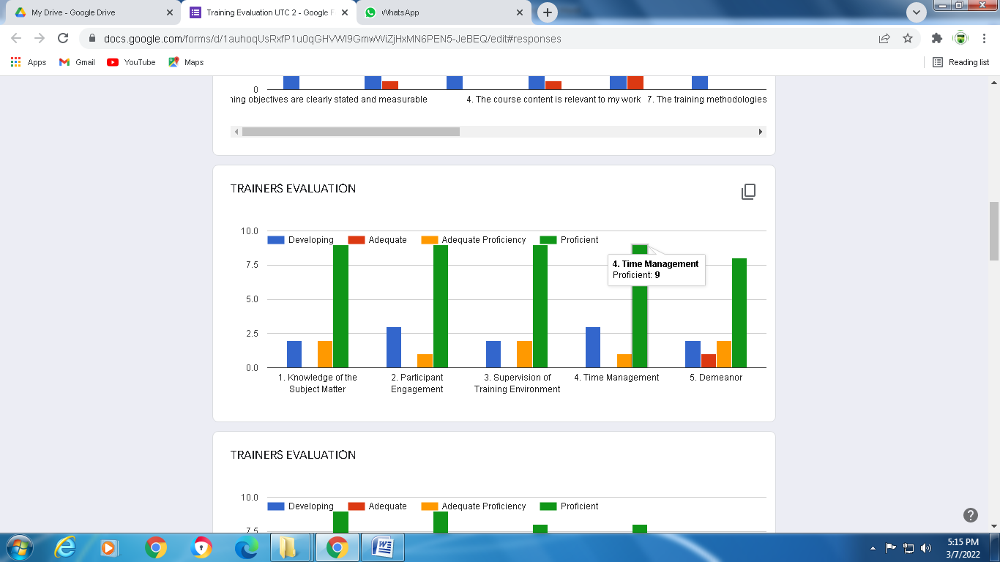 My Drive - Google Drive
Training Evaluation UTC 2 - Google F
WhatsApp
docs.google.com/forms/d/1auhoqUsRxfP1u0qGHVWI9GmwWiZjHxMN6PEN5-JeBEQ/edit#responses
Apps Gmail YouTube Maps Reading list
0
ning objectives are clearly stated and measurable 4. The course content is relevant to my work 7. The training methodologies
TRAINERS EVALUATION
10.0
Developing Adequate Adequate Proficiency Proficient
4. Time Management
Proficient: 9
7.5
5.0
2.5
0.0
1. Knowledge of the
Subject Matter
2. Participant
Engagement
3. Supervision of
Training Environment
4. Time Management
5. Demeanor
TRAINERS EVALUATION
10.0
Developing Adequate Adequate Proficiency Proficient
7.5
5:15 PM
3/7/2022